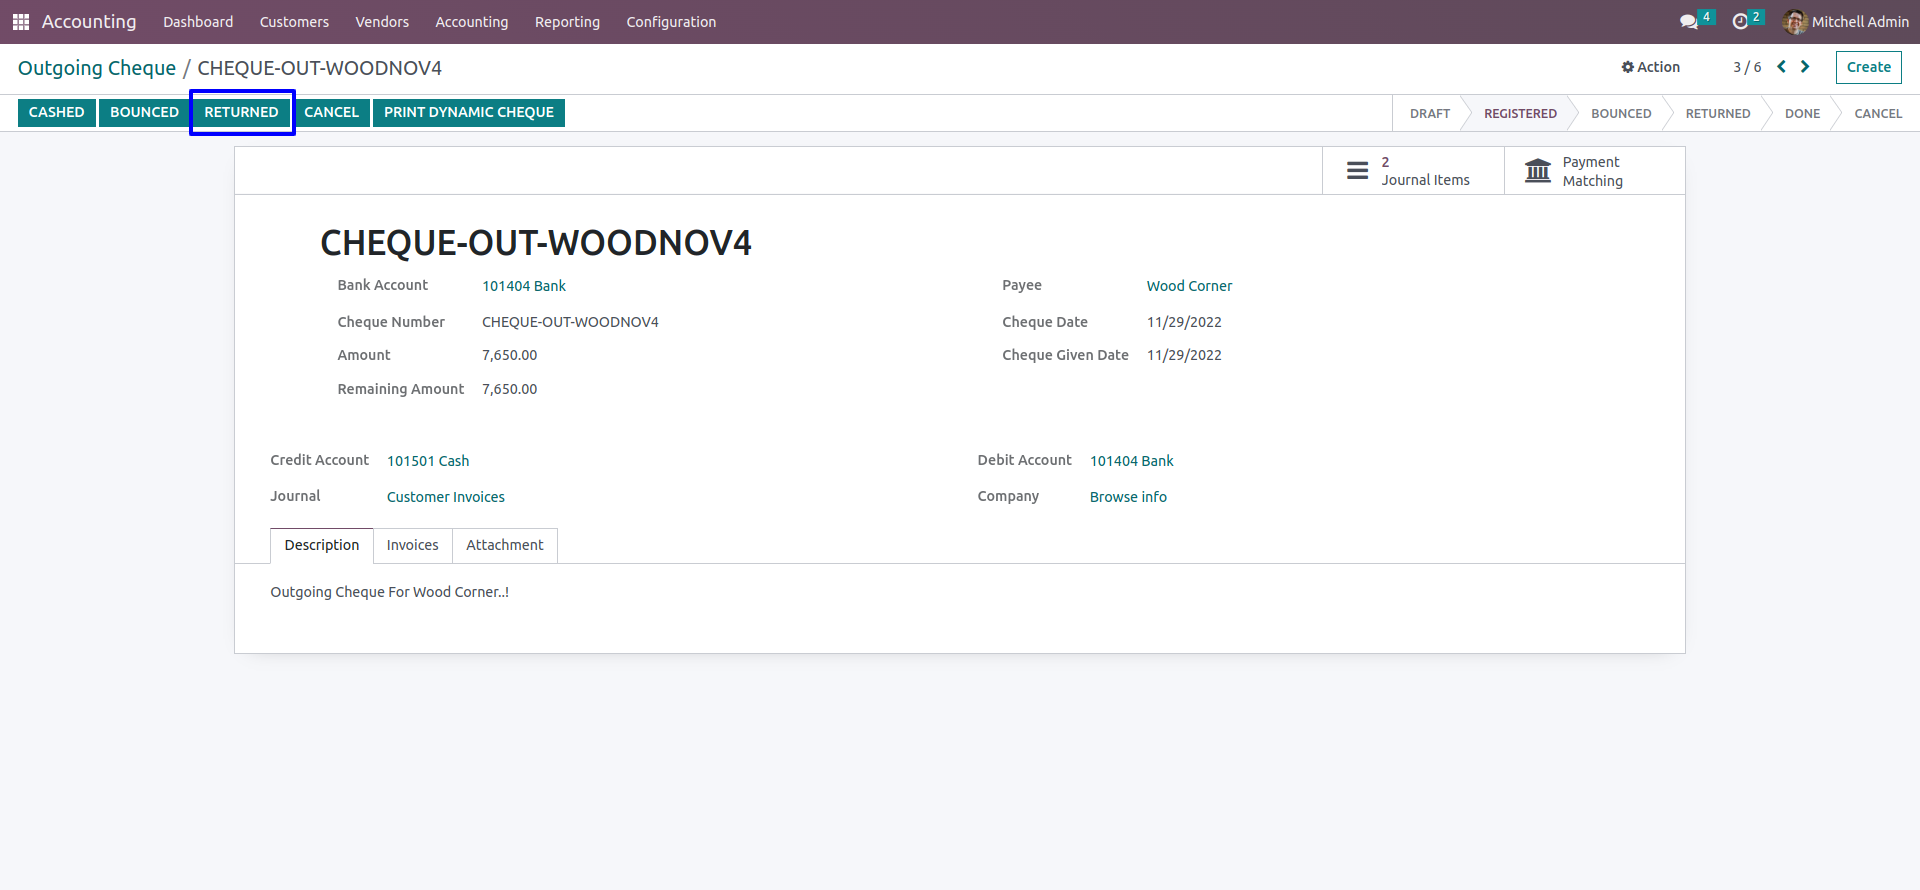 Accounting Dashboard Customers Vendors Accounting Reporting Configuration 4 2 Mitchell Admin
Outgoing Cheque / CHEQUE-OUT-WOODNOV4 Action 3 / 6 Create
CASHED BOUNCED RETURNED CANCEL PRINT DYNAMIC CHEQUE DRAFT REGISTERED BOUNCED RETURNED DONE CANCEL
2
Journal Items
Payment
Matching
CHEQUE-OUT-WOODNOV4
Bank Account 101404 Bank Payee Wood Corner
Cheque Number CHEQUE-OUT-WOODNOV4 Cheque Date 11/29/2022
Amount 7,650.00 Cheque Given Date 11/29/2022
Remaining Amount 7,650.00
Credit Account 101501 Cash Debit Account 101404 Bank
Journal Customer Invoices Company Browse info
Description Invoices Attachment
Outgoing Cheque For Wood Corner..!